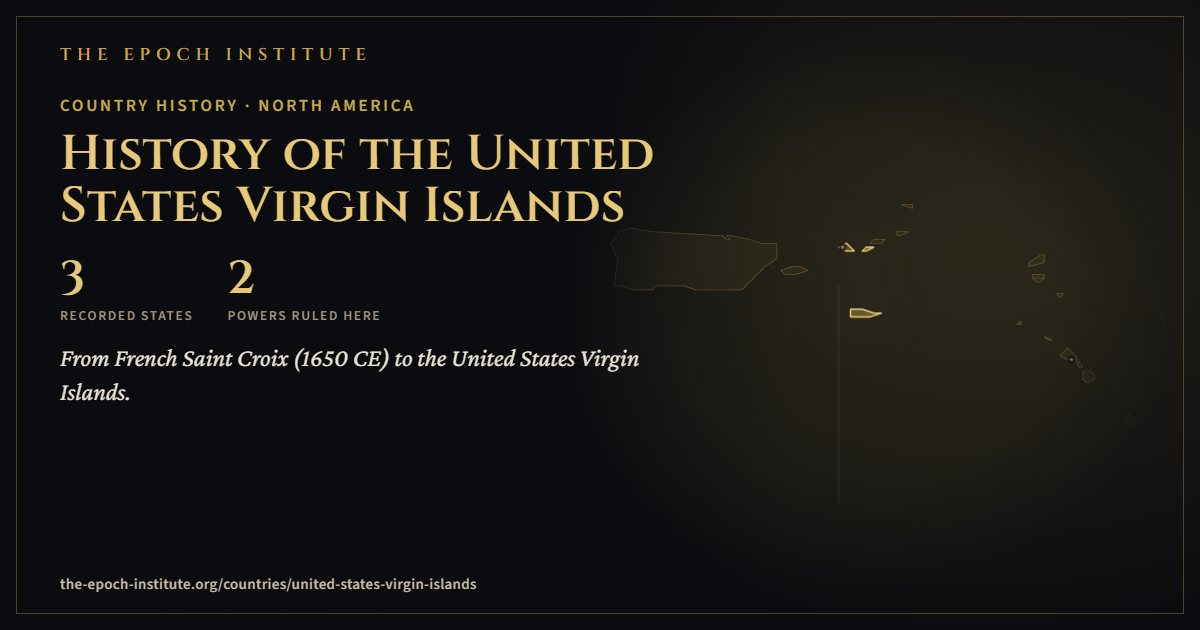 THE EPOCH INSTITUTE
COUNTRY HISTORY · NORTH AMERICA
History of the United
States Virgin Islands
3
RECORDED STATES
2
POWERS RULED HERE
From French Saint Croix (1650 CE) to the United States Virgin
Islands.
the-epoch-institute.org/countries/united-states-virgin-islands